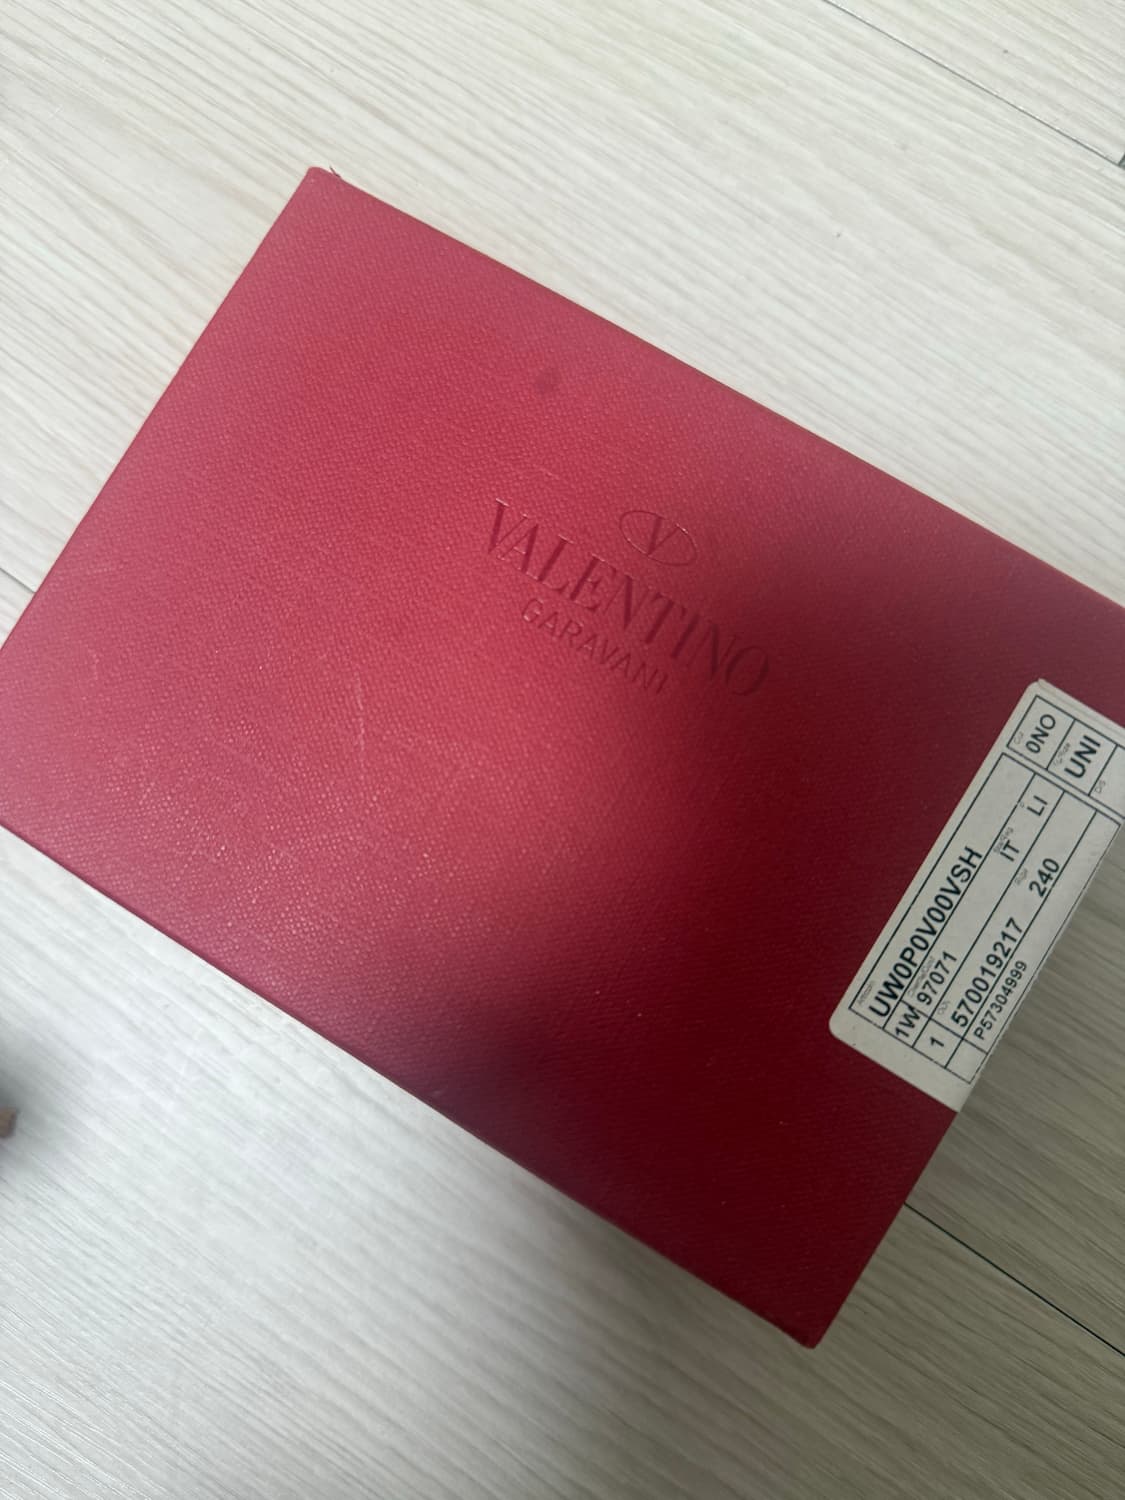 V
VALENTINO
GARAVANI
UW0P0V00VSH
0NO
1W 97071 IT LI
UNI
1 570019217 240
P57304999